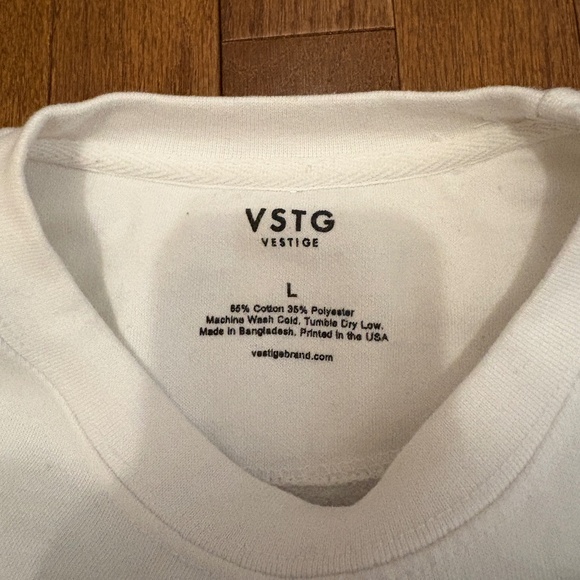 VSTG
VESTIGE
L
65% Cotton 35% Polyester
Machine Wash Cold. Tumble Dry Low.
Made in Bangladesh. Printed in the USA
vestigebrand.com